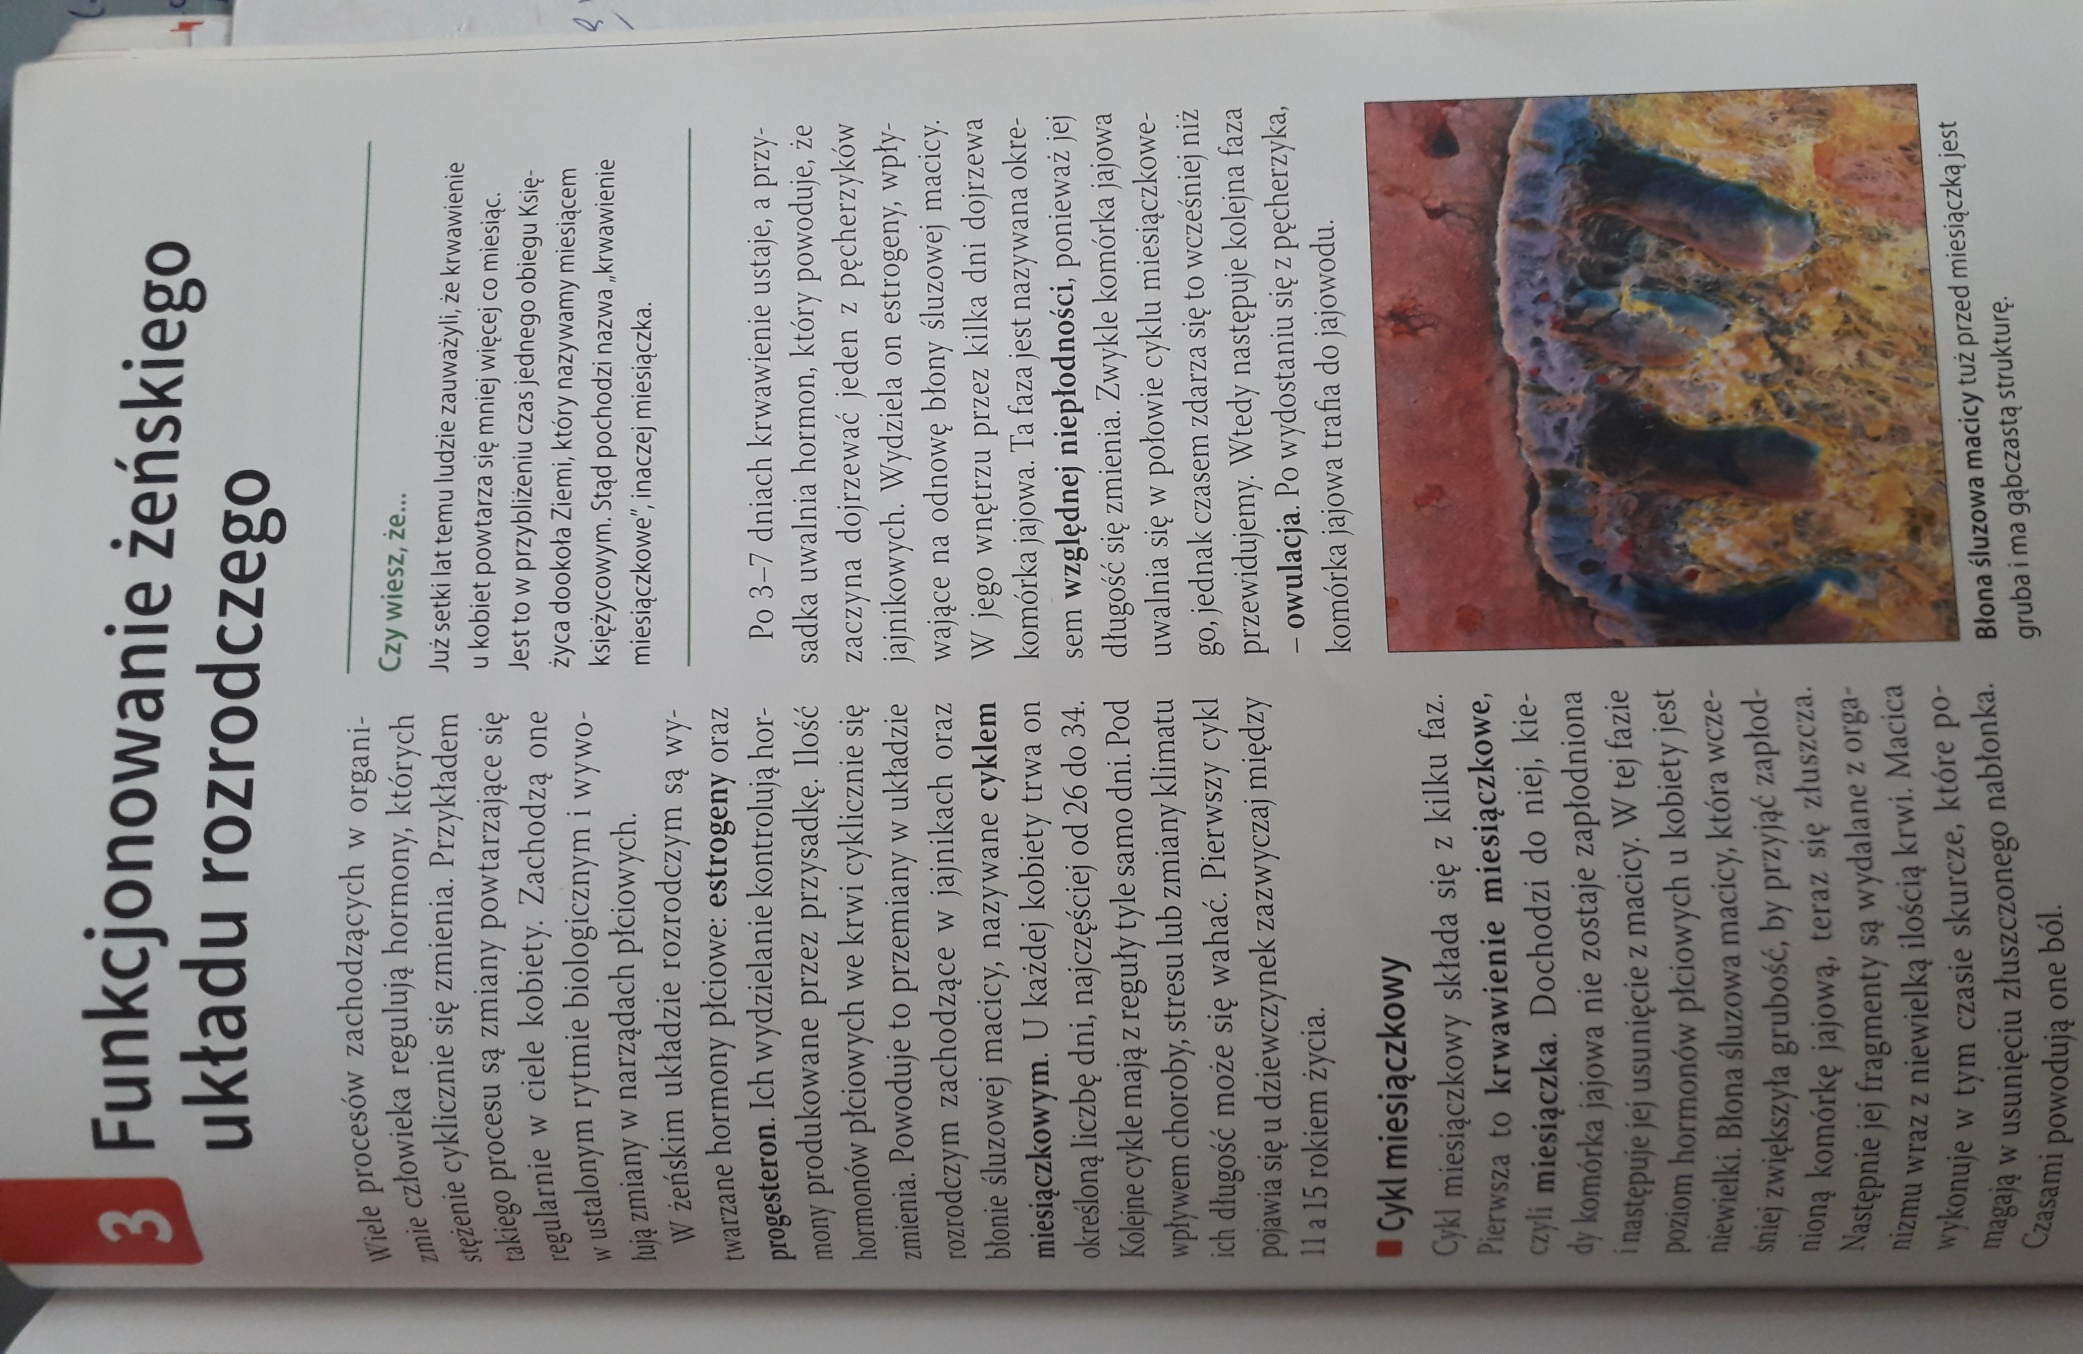 3 Funkcjonowanie żeńskiego
układu rozrodczego
Wiele procesów zachodzących w organi-
zmie człowieka regulują hormony, których
stężenie cyklicznie się zmienia. Przykładem
takiego procesu są zmiany powtarzające się
regularnie w ciele kobiety. Zachodzą one
w ustalonym rytmie biologicznym i wywo-
łują zmiany w narządach płciowych.
W żeńskim układzie rozrodczym są wy-
twarzane hormony płciowe: estrogeny oraz
progesteron. Ich wydzielanie kontrolują hor-
mony produkowane przez przysadkę. Ilość
hormonów płciowych we krwi cyklicznie się
zmienia. Powoduje to przemiany w układzie
rozrodczym zachodzące w jajnikach oraz
błonie śluzowej macicy, nazywane cyklem
miesiączkowym. U każdej kobiety trwa on
określoną liczbę dni, najczęściej od 26 do 34.
Kolejne cykle mają z reguły tyle samo dni. Pod
wpływem choroby, stresu lub zmiany klimatu
ich długość może się wahać. Pierwszy cykl
pojawia się u dziewczynek zazwyczaj między
11 a 15 rokiem życia.
Cykl miesiączkowy
Cykl miesiączkowy składa się z kilku faz.
Pierwsza to krwawienie miesiączkowe,
czyli miesiączka. Dochodzi do niej, kie-
dy komórka jajowa nie zostaje zapłodniona
i następuje jej usunięcie z macicy. W tej fazie
poziom hormonów płciowych u kobiety jest
niewielki. Błona śluzowa macicy, która wcze-
śniej zwiększyła grubość, by przyjąć zapłod-
nioną komórkę jajową, teraz się złuszcza.
Następnie jej fragmenty są wydalane z orga-
nizmu wraz z niewielką ilością krwi. Macica
wykonuje w tym czasie skurcze, które po-
magają w usunięciu złuszczonego nabłonka.
Czasami powodują one ból.
Czy wiesz, że...
Już setki lat temu ludzie zauważyli, że krwawienie
u kobiet powtarza się mniej więcej co miesiąc.
Jest to w przybliżeniu czas jednego obiegu Księ-
życa dookoła Ziemi, który nazywamy miesiącem
księżycowym. Stąd pochodzi nazwa „krwawienie
miesiączkowe”, inaczej miesiączka.
Po 3–7 dniach krwawienie ustaje, a przy-
sadka uwalnia hormon, który powoduje, że
zaczyna dojrzewać jeden z pęcherzyków
jajnikowych. Wydziela on estrogeny, wpły-
wające na odnowę błony śluzowej macicy.
W jego wnętrzu przez kilka dni dojrzewa
komórka jajowa. Ta faza jest nazywana okre-
sem względnej niepłodności, ponieważ jej
długość się zmienia. Zwykle komórka jajowa
uwalnia się w połowie cyklu miesiączkowe-
go, jednak czasem zdarza się to wcześniej niż
przewidujemy. Wtedy następuje kolejna faza
– owulacja. Po wydostaniu się z pęcherzyka,
komórka jajowa trafia do jajowodu.
Błona śluzowa macicy tuż przed miesiączką jest
gruba i ma gąbczastą strukturę.